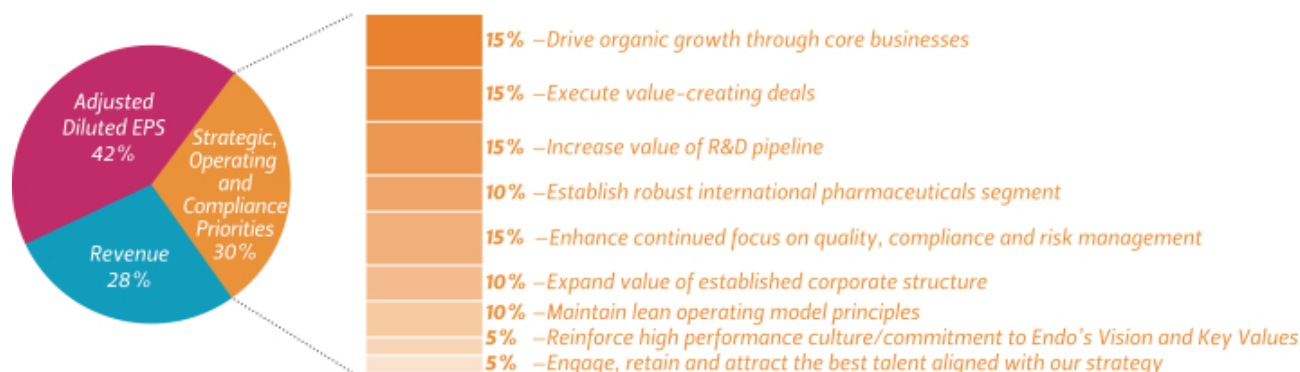 Adjusted
Diluted EPS
42%
Strategic,
Operating
and
Compliance
Priorities
30%
Revenue
28%
15% –Drive organic growth through core businesses
15% –Execute value-creating deals
15% –Increase value of R&D pipeline
10% –Establish robust international pharmaceuticals segment
15% –Enhance continued focus on quality, compliance and risk management
10% –Expand value of established corporate structure
10% –Maintain lean operating model principles
5% –Reinforce high performance culture/commitment to Endo's Vision and Key Values
5% –Engage, retain and attract the best talent aligned with our strategy